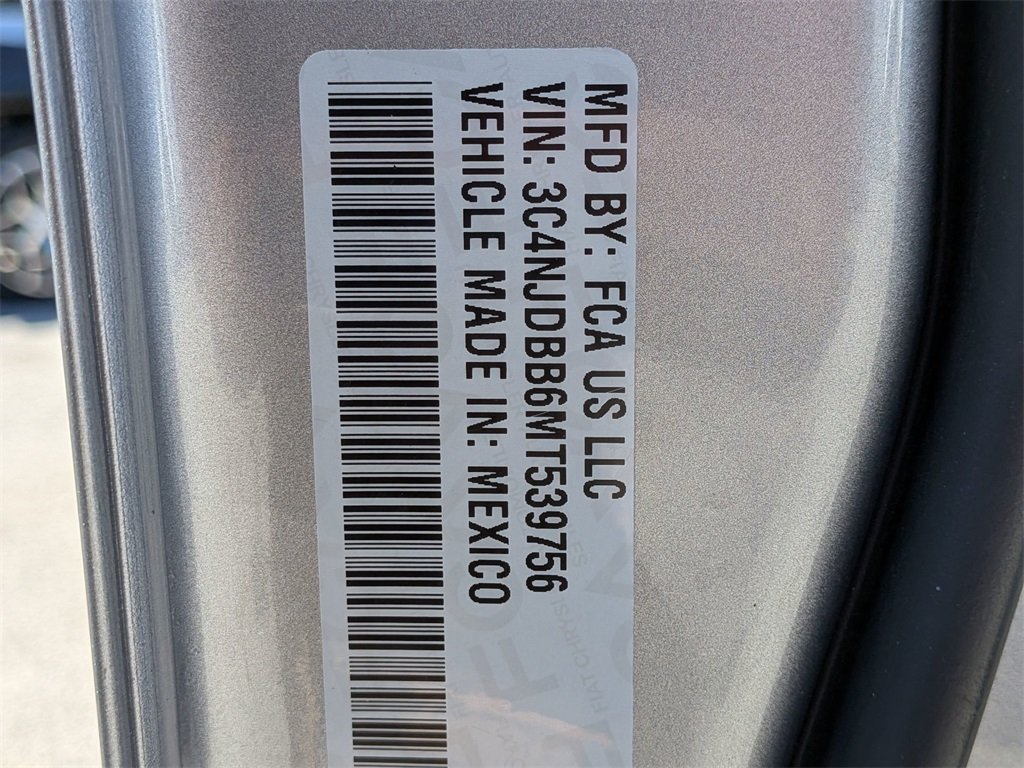 MFD BY: FCA US LLC
VIN: 3C4NJDBB6MT539756
VEHICLE MADE IN: MEXICO